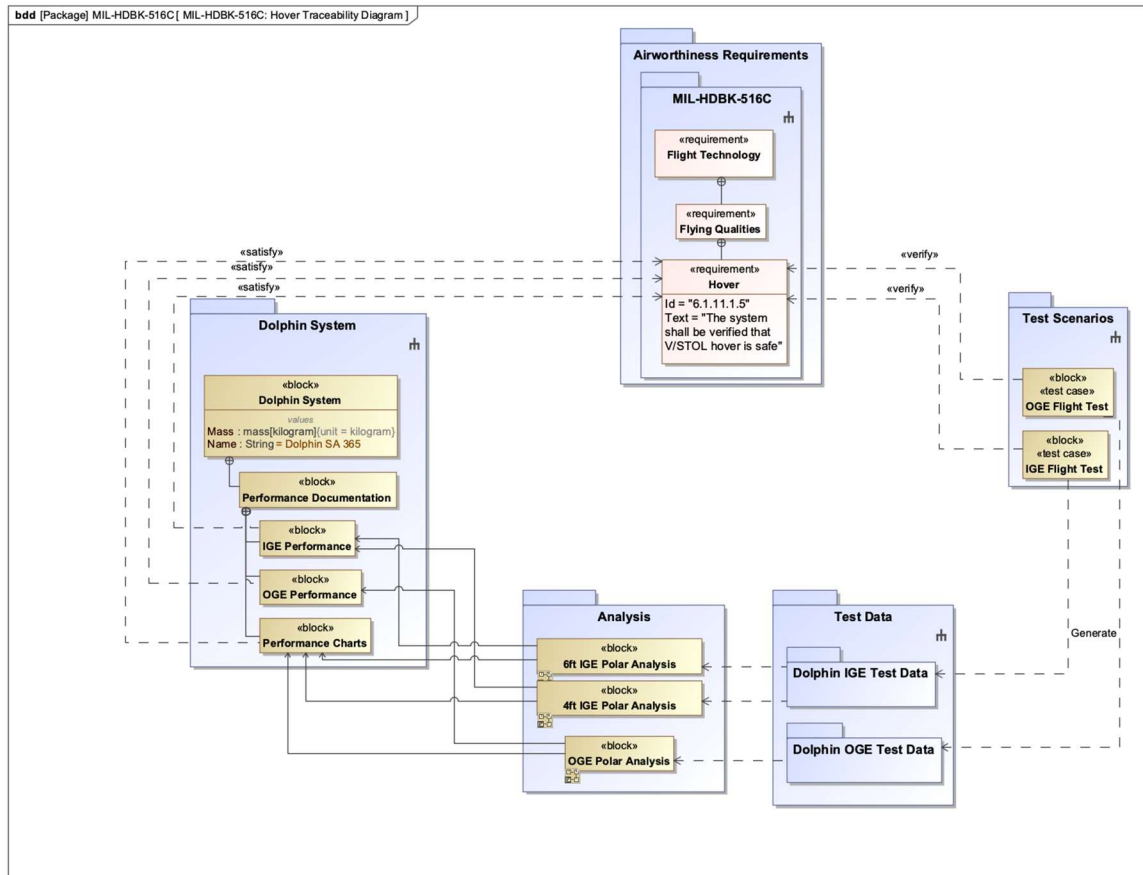 bdd [Package] MIL-HDBK-516C [ MIL-HDBK-516C: Hover Traceability Diagram ]
Airworthiness Requirements
MIL-HDBK-516C
«requirement»
Flight Technology
«requirement»
Flying Qualities
«requirement»
Hover
Id = "6.1.11.1.5"
Text = "The system
shall be verified that
V/STOL hover is safe"
«satisfy»
«satisfy»
«satisfy»
«verify»
«verify»
Dolphin System
«block»
Dolphin System
values
Mass : mass[kilogram]{unit = kilogram}
Name : String = Dolphin SA 365
«block»
Performance Documentation
«block»
IGE Performance
«block»
OGE Performance
«block»
Performance Charts
Test Scenarios
«block»
«test case»
OGE Flight Test
«block»
«test case»
IGE Flight Test
Generate
Analysis
«block»
6ft IGE Polar Analysis
«block»
4ft IGE Polar Analysis
«block»
OGE Polar Analysis
Test Data
Dolphin IGE Test Data
Dolphin OGE Test Data